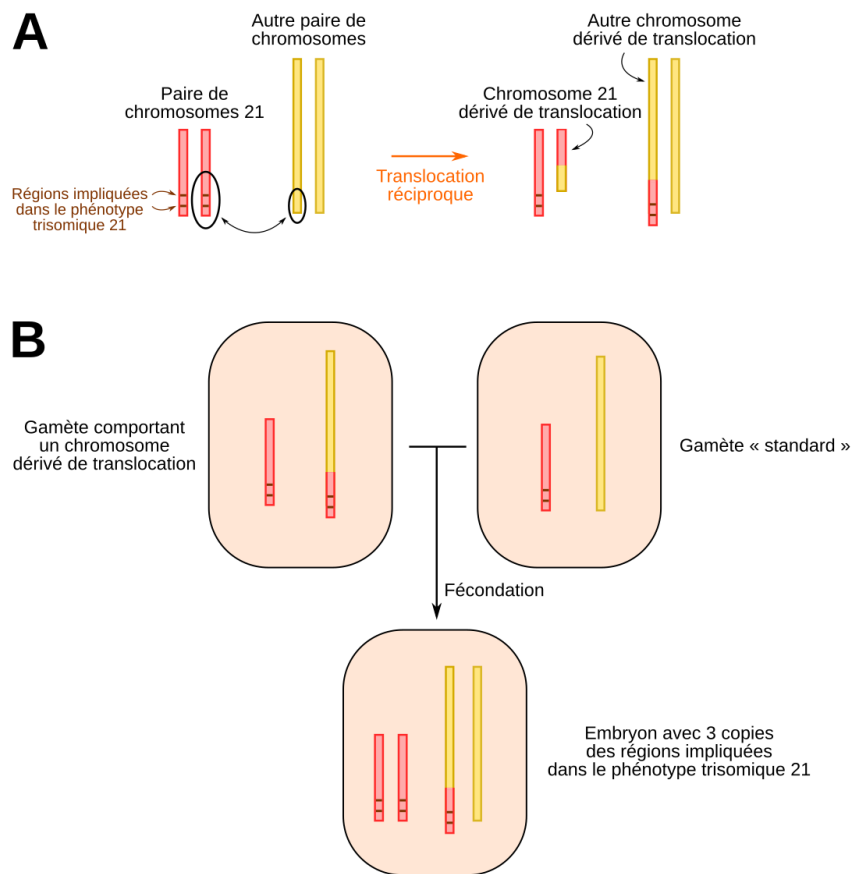 A
Autre paire de
chromosomes
Autre chromosome
dérivé de translocation
Paire de
chromosomes 21
Chromosome 21
dérivé de translocation
Régions impliquées
dans le phénotype
trisomique 21
Translocation
réciproque
B
Gamète comportant
un chromosome
dérivé de translocation
Gamète « standard »
Fécondation
Embryon avec 3 copies
des régions impliquées
dans le phénotype trisomique 21